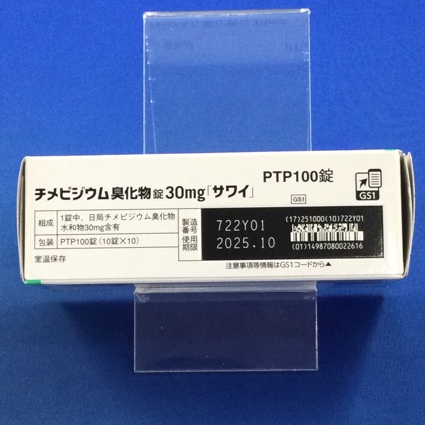 チメピジウム臭化物錠30mg「サワイ」
PTP100錠
GS1
GS1
組成 1錠中、日局チメピジウム臭化物
水和物30mg含有
包装 PTP100錠(10錠×10)
室温保存
製造番号 722Y01
使用期限 2025.10
(17)251000(10)722Y01
(01)14987080022616
注意事項等情報はGS1コードから▲